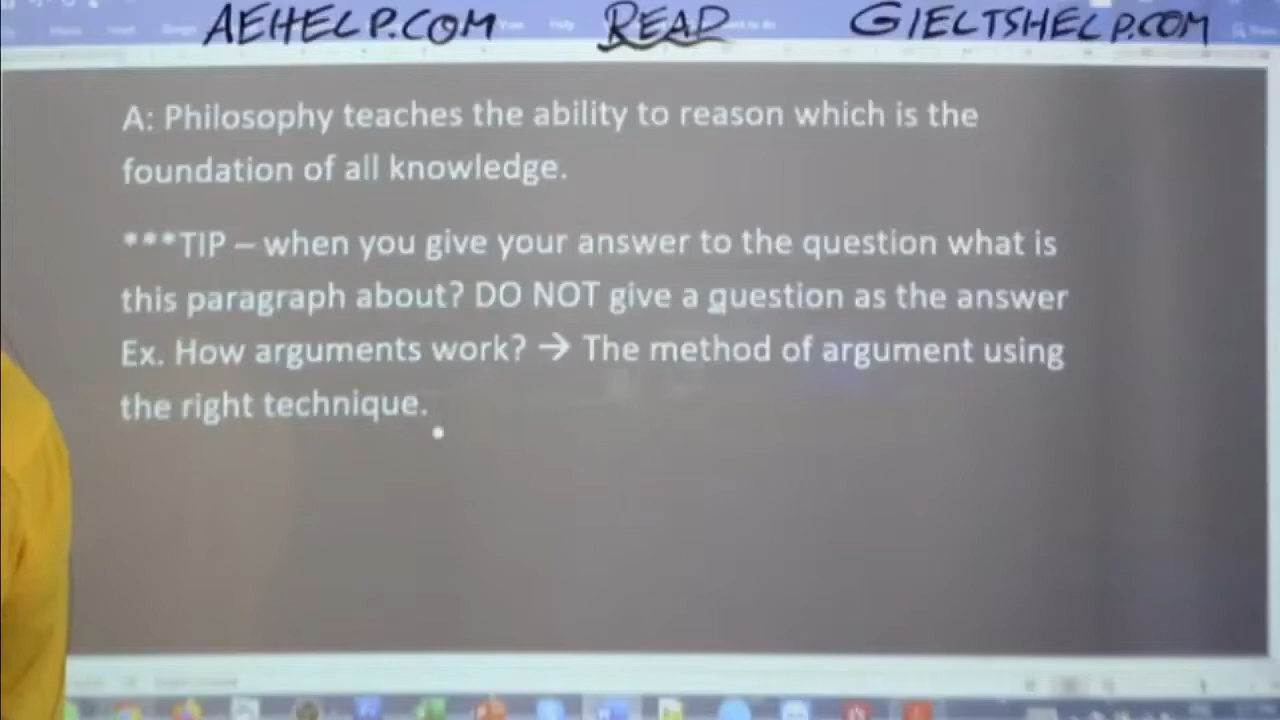 AEHELP.COM READ GIELTSHELP.COM
A: Philosophy teaches the ability to reason which is the
foundation of all knowledge.
***TIP – when you give your answer to the question what is
this paragraph about? DO NOT give a question as the answer
Ex. How arguments work? → The method of argument using
the right technique.